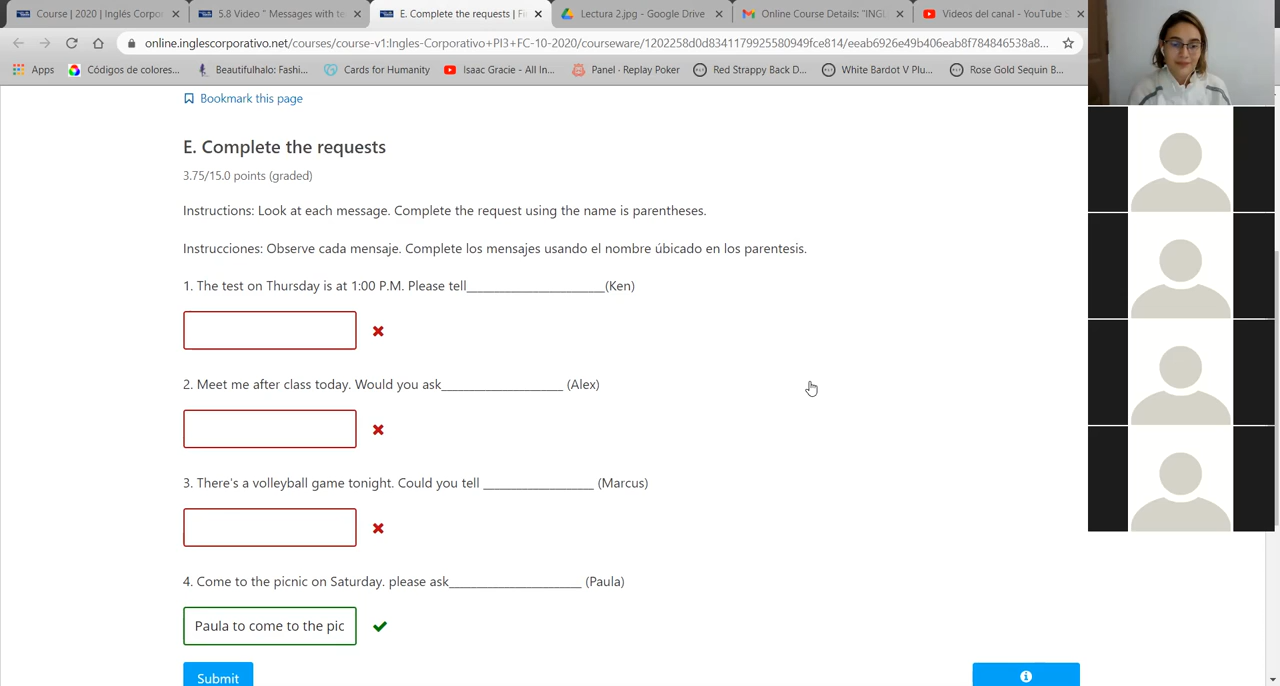 Course | 2020 | Inglés Corpor
5.8 Video " Messages with te
E. Complete the requests | Fi
Lectura 2.jpg - Google Drive
Online Course Details: "INGL
Videos del canal - YouTube S
online.inglescorporativo.net/courses/course-v1:Ingles-Corporativo+PI3+FC-10-2020/courseware/1202258d0d8341179925580949fce814/eeab6926e49b406eab8f784846538a8...
Apps
Códigos de colores...
Beautifulhalo: Fashi...
Cards for Humanity
Isaac Gracie - All In...
Panel · Replay Poker
Red Strappy Back D...
White Bardot V Plu...
Rose Gold Sequin B...
Bookmark this page
E. Complete the requests
3.75/15.0 points (graded)
Instructions: Look at each message. Complete the request using the name is parentheses.
Instrucciones: Observe cada mensaje. Complete los mensajes usando el nombre úbicado en los parentesis.
1. The test on Thursday is at 1:00 P.M. Please tell______________________(Ken)
2. Meet me after class today. Would you ask___________________ (Alex)
3. There's a volleyball game tonight. Could you tell __________________ (Marcus)
4. Come to the picnic on Saturday. please ask_____________________ (Paula)
Paula to come to the pic
Submit